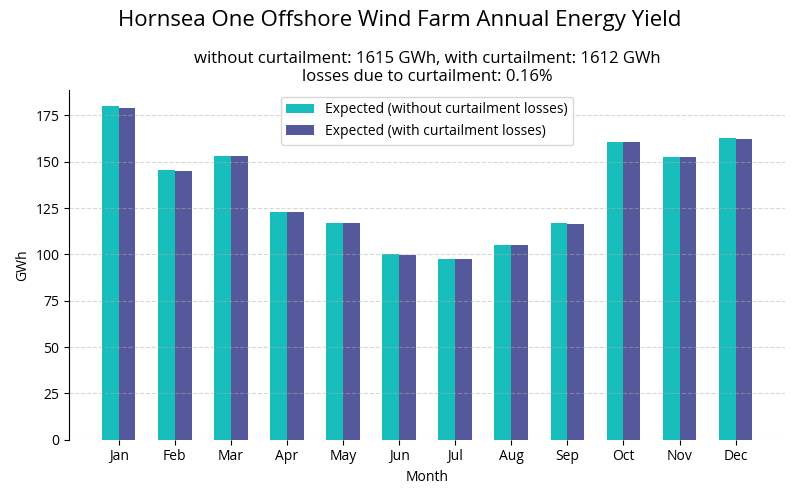 Hornsea One Offshore Wind Farm Annual Energy Yield
without curtailment: 1615 GWh, with curtailment: 1612 GWh
losses due to curtailment: 0.16%
Expected (without curtailment losses)
Expected (with curtailment losses)
175
150
125
100
75
50
25
0
GWh
Jan Feb Mar Apr May Jun Jul Aug Sep Oct Nov Dec
Month